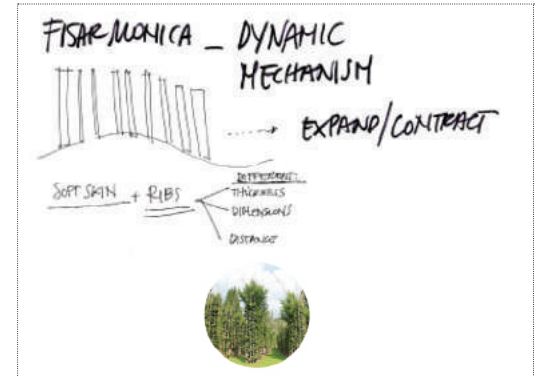 FISARMONICA _ DYNAMIC
MECHANISM
EXPAND/CONTRACT
DIFFERENT:
SOFT SKIN + RIBS
THICKNESS
DIMENSIONS
DISTANCE